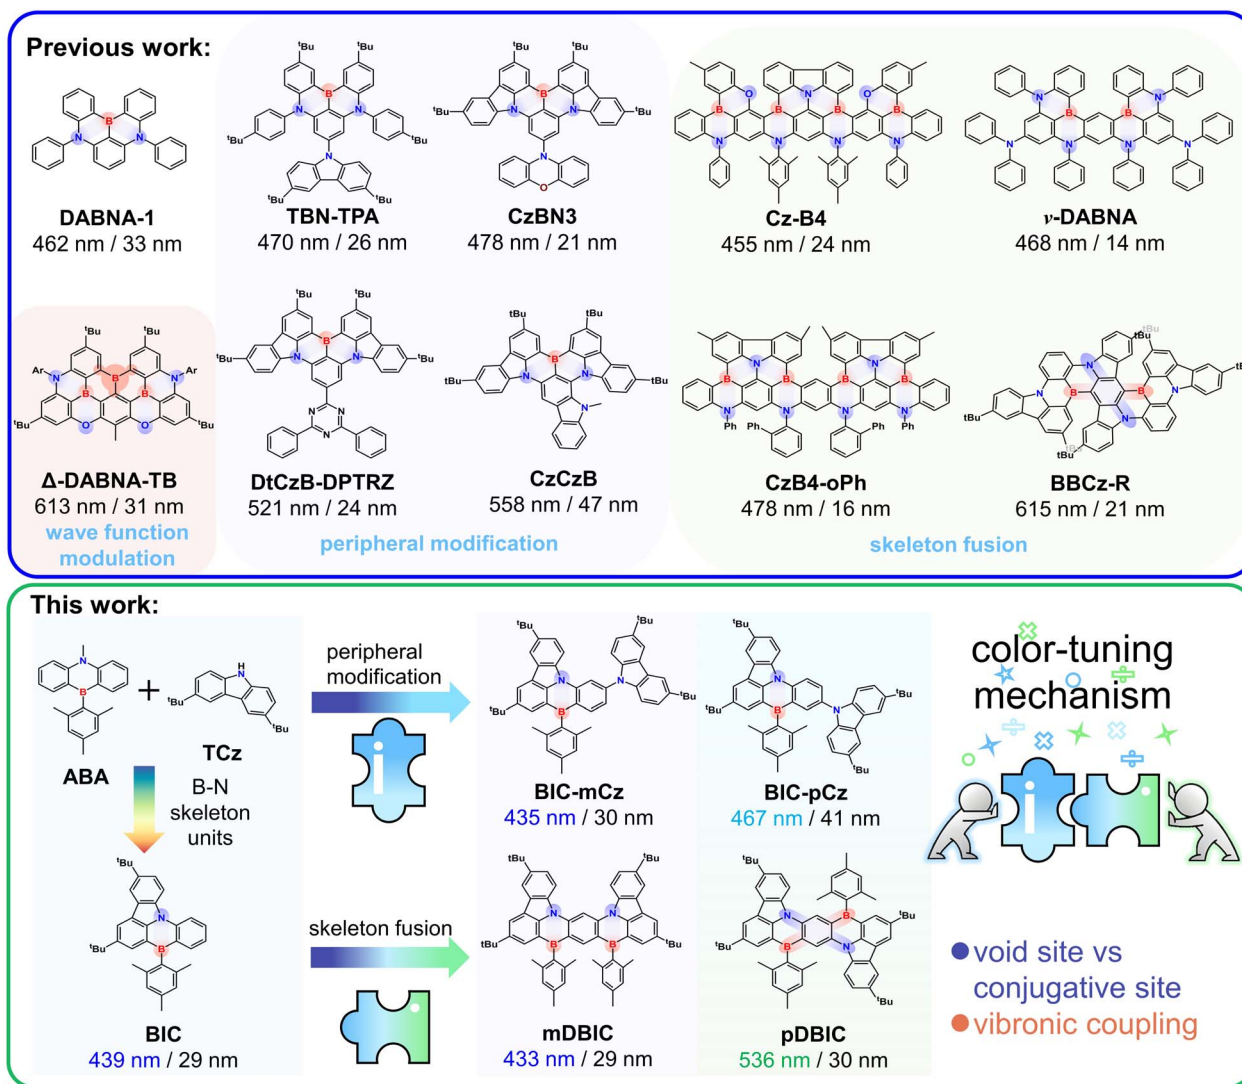 Previous work:
DABNA-1
462 nm / 33 nm
TBN-TPA
470 nm / 26 nm
CzBN3
478 nm / 21 nm
Cz-B4
455 nm / 24 nm
ν-DABNA
468 nm / 14 nm
Δ-DABNA-TB
613 nm / 31 nm
wave function
modulation
DtCzB-DPTRZ
521 nm / 24 nm
CzCzB
558 nm / 47 nm
peripheral modification
CzB4-oPh
478 nm / 16 nm
BBCz-R
615 nm / 21 nm
skeleton fusion
This work:
ABA
+
TCz
B-N
skeleton
units
BIC
439 nm / 29 nm
peripheral
modification
i
BIC-mCz
435 nm / 30 nm
BIC-pCz
467 nm / 41 nm
skeleton fusion
i
mDBIC
433 nm / 29 nm
pDBIC
536 nm / 30 nm
color-tuning
mechanism
i
i
void site vs
conjugative site
vibronic coupling